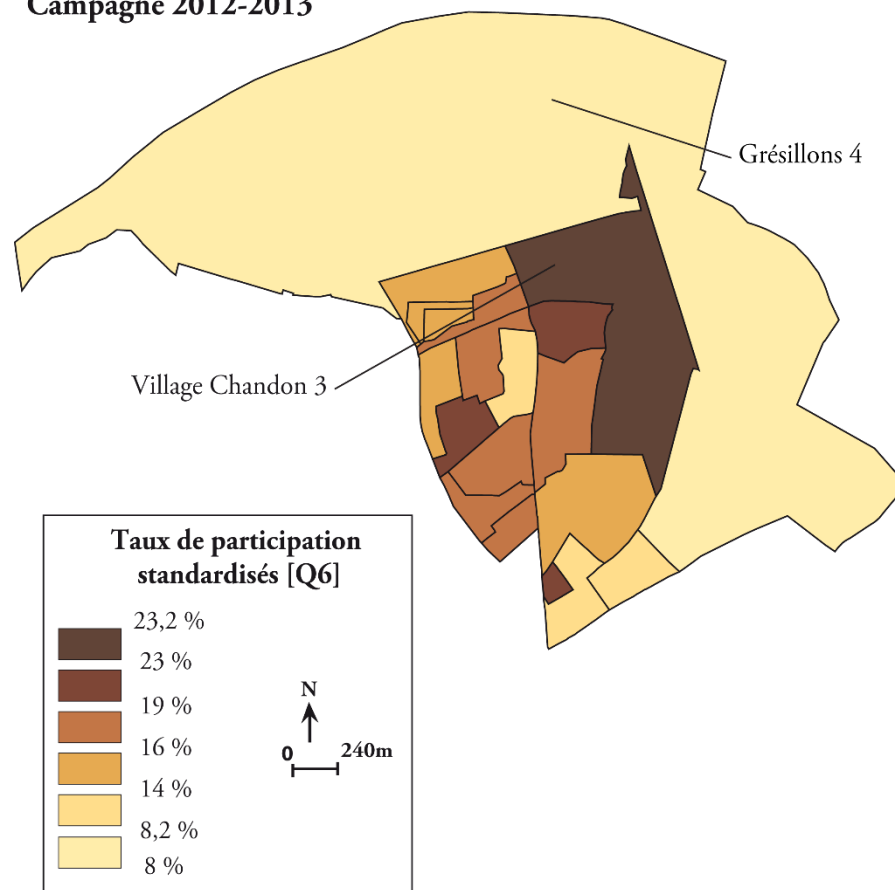 Campagne 2012-2013
Grésillons 4
Village Chandon 3
Taux de participation
standardisés [Q6]
23,2 %
23 %
19 %
16 %
14 %
8,2 %
8 %
N
0
240m